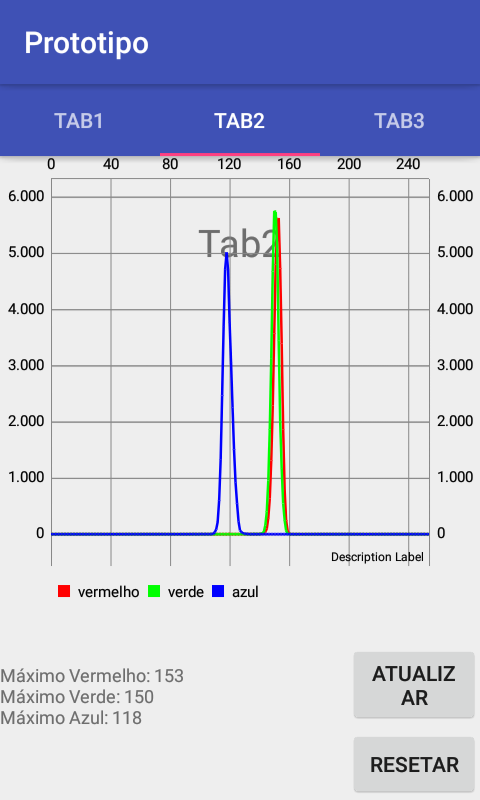 Prototipo
TAB1 TAB2 TAB3
0 40 80 120 160 200 240
6.000 6.000
Tab2
5.000 5.000
4.000 4.000
3.000 3.000
2.000 2.000
1.000 1.000
0 0
Description Label
vermelho verde azul
Máximo Vermelho: 153
Máximo Verde: 150
Máximo Azul: 118
ATUALIZ
AR
RESETAR